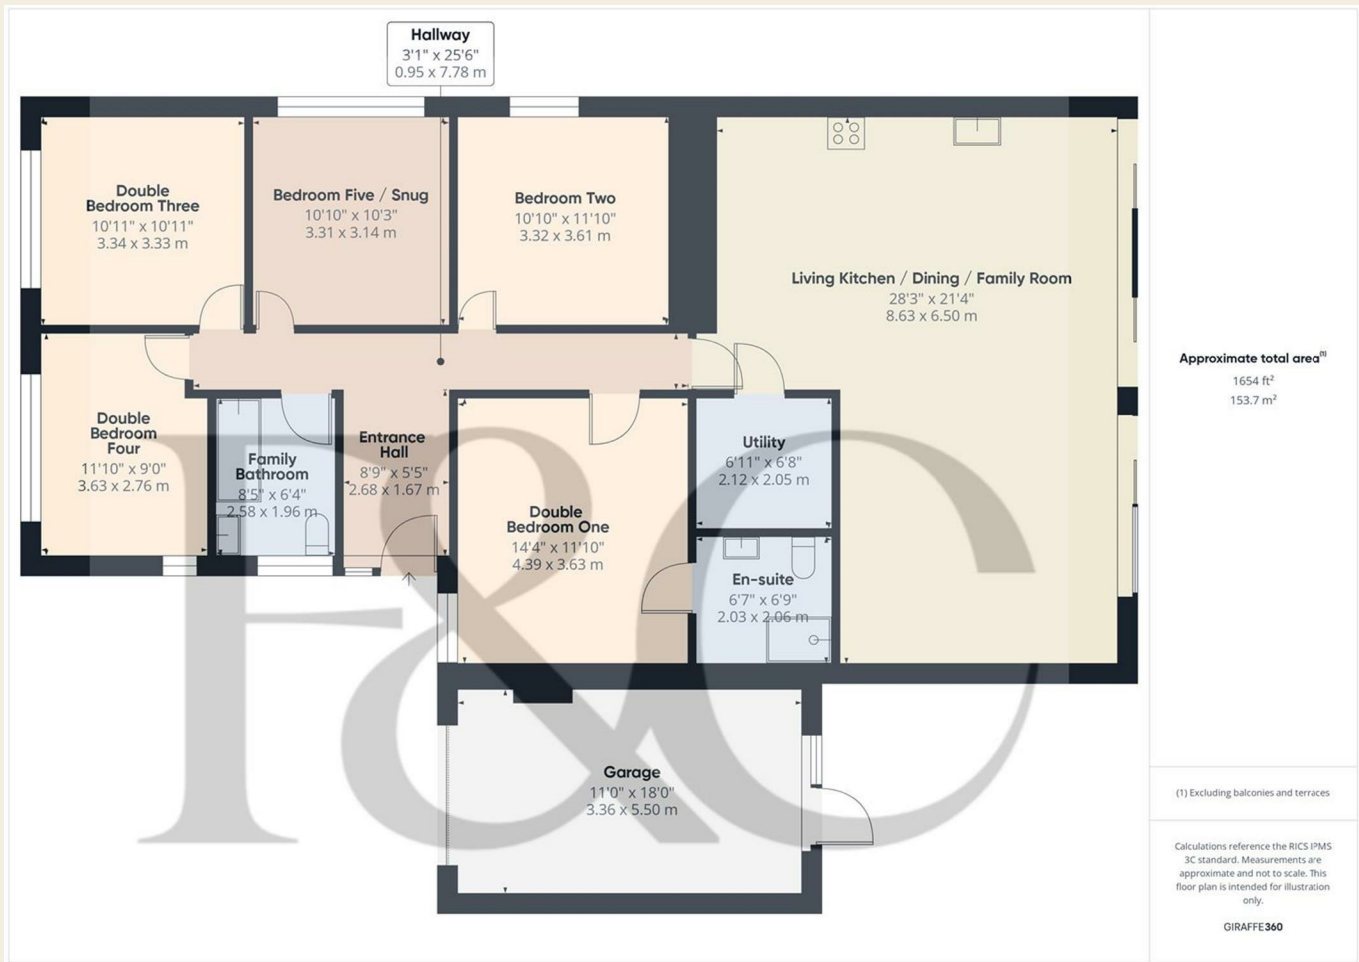 Hallway
3'1" x 25'6"
0.95 x 7.78 m
Double
Bedroom Three
10'11" x 10'11"
3.34 x 3.33 m
Bedroom Five / Snug
10'10" x 10'3"
3.31 x 3.14 m
Bedroom Two
10'10" x 11'10"
3.32 x 3.61 m
Living Kitchen / Dining / Family Room
28'3" x 21'4"
8.63 x 6.50 m
Double
Bedroom
Four
11'10" x 9'0"
3.63 x 2.76 m
Family
Bathroom
8'5" x 6'4"
2.58 x 1.96 m
Entrance
Hall
8'9" x 5'5"
2.68 x 1.67 m
Double
Bedroom One
14'4" x 11'10"
4.39 x 3.63 m
Utility
6'11" x 6'8"
2.12 x 2.05 m
En-suite
6'7" x 6'9"
2.03 x 2.06 m
Garage
11'0" x 18'0"
3.36 x 5.50 m
F&C
Approximate total area(1)
1654 ft²
153.7 m²
(1) Excluding balconies and terraces
Calculations reference the RICS IPMS
3C standard. Measurements are
approximate and not to scale. This
floor plan is intended for illustration
only.
GIRAFFE360